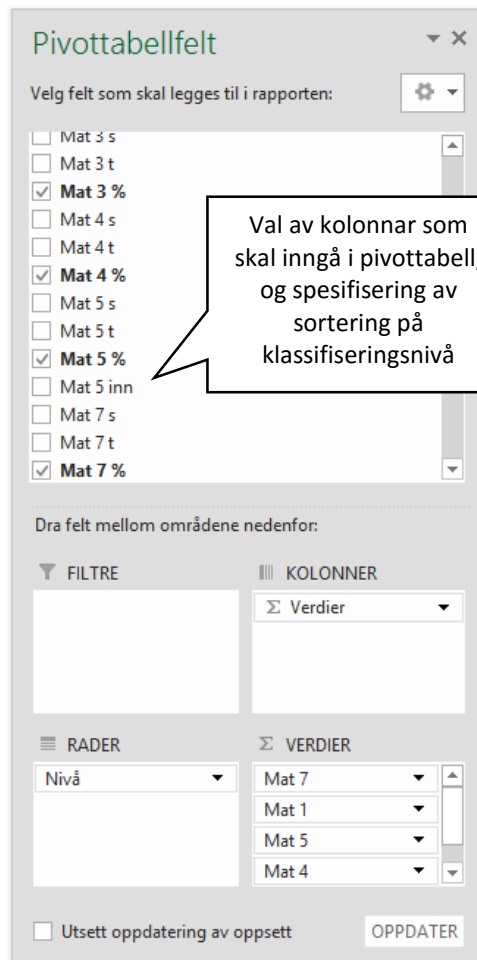 Pivottabellfelt
Velg felt som skal legges til i rapporten:
Mat 3 s
Mat 3 t
Mat 3 %
Mat 4 s
Mat 4 t
Mat 4 %
Mat 5 s
Mat 5 t
Mat 5 %
Mat 5 inn
Mat 7 s
Mat 7 t
Mat 7 %
Val av kolonnar som
skal inngå i pivottabell,
og spesifisering av
sortering på
klassifiseringsnivå
Dra felt mellom områdene nedenfor:
FILTRE
KOLONNER
Σ Verdier
RADER
Σ VERDIER
Nivå
Mat 7
Mat 1
Mat 5
Mat 4
Utsett oppdatering av oppsett
OPPDATER